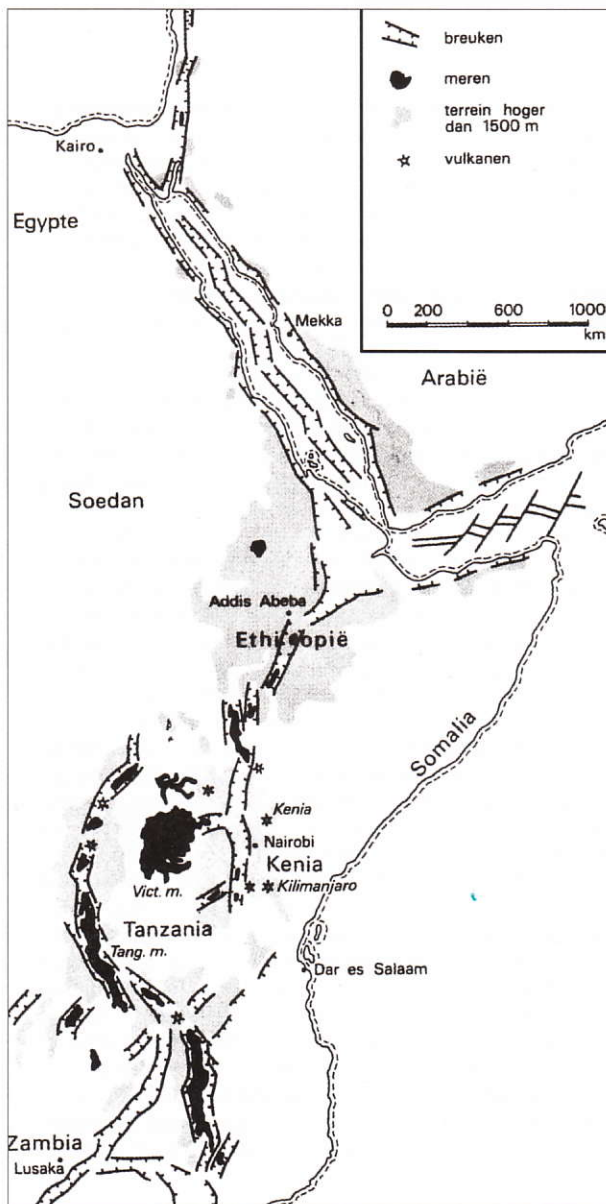 breuken
meren
terrein hoger
dan 1500 m
vulkanen
0 200 600 1000
km
Kairo
Egypte
Mekka
Arabië
Soedan
Addis Abeba
Ethiopië
Somalia
Kenia
Nairobi
Kenia
Vict. m.
Kilimanjaro
Tanzania
Tang. m.
Dar es Salaam
Zambia
Lusaka